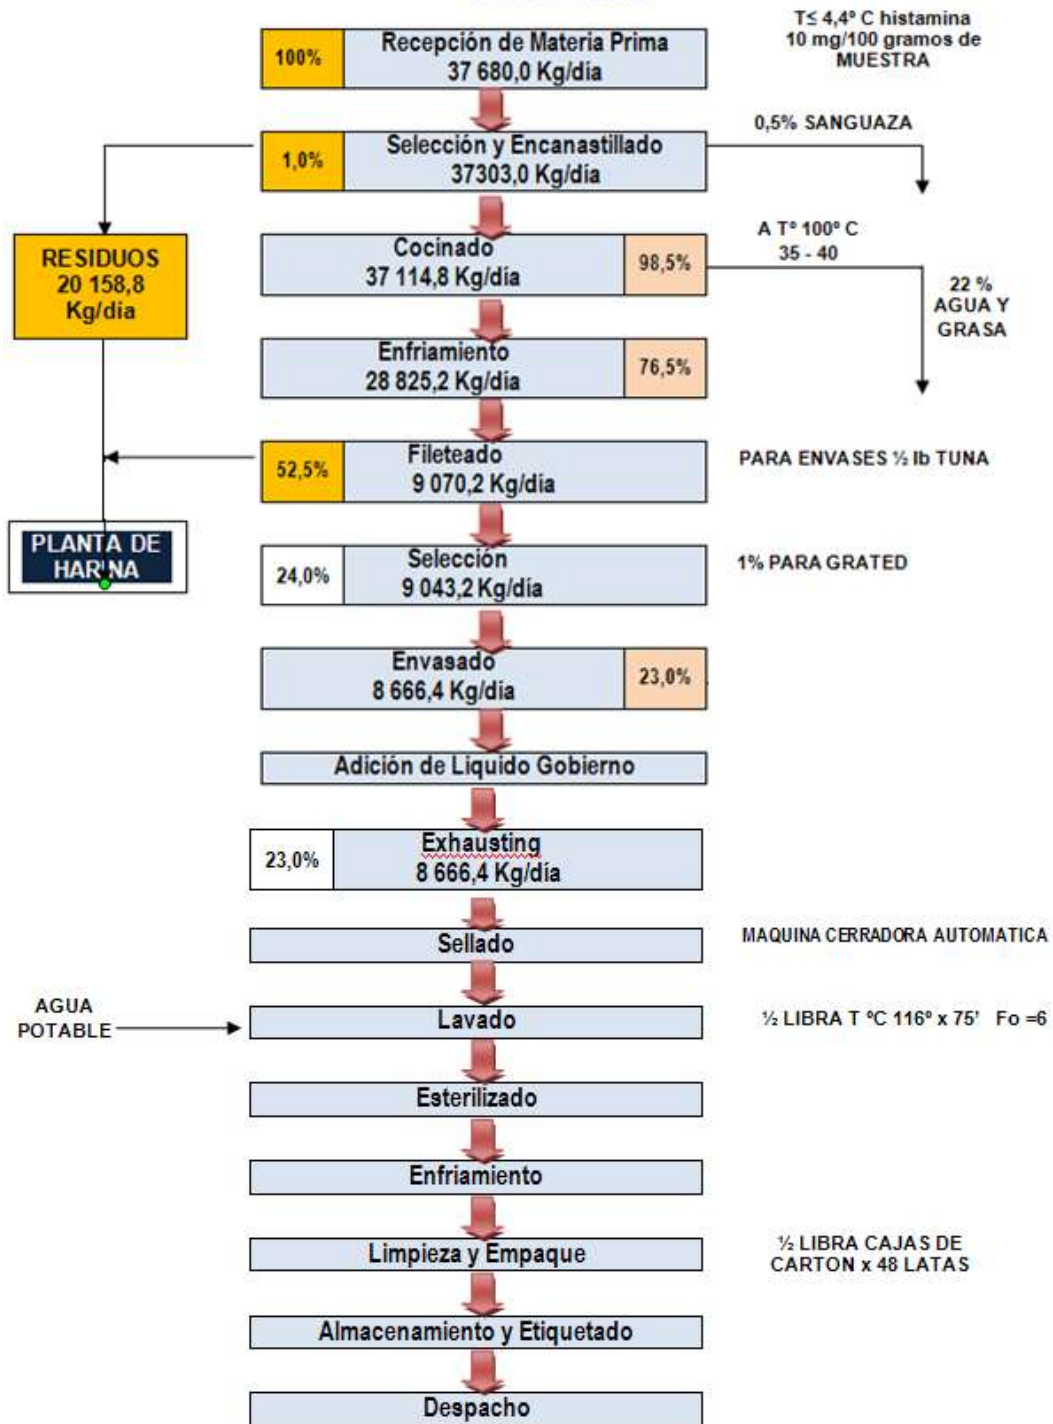 T≤ 4,4º C histamina
10 mg/100 gramos de
MUESTRA
100%
Recepción de Materia Prima
37 680,0 Kg/día
0,5% SANGUAZA
1,0%
Selección y Encanastillado
37303,0 Kg/día
RESIDUOS
20 158,8
Kg/día
Cocinado
37 114,8 Kg/día
98,5%
A Tº 100º C
35 - 40
22 %
AGUA Y
GRASA
Enfriamiento
28 825,2 Kg/día
76,5%
52,5%
Fileteado
9 070,2 Kg/día
PARA ENVASES ½ lb TUNA
PLANTA DE
HARINA
24,0%
Selección
9 043,2 Kg/día
1% PARA GRATED
Envasado
8 666,4 Kg/día
23,0%
Adición de Liquido Gobierno
23,0%
Exhausting
8 666,4 Kg/día
Sellado
MAQUINA CERRADORA AUTOMATICA
AGUA
POTABLE
Lavado
½ LIBRA T ºC 116º x 75' Fo =6
Esterilizado
Enfriamiento
Limpieza y Empaque
½ LIBRA CAJAS DE
CARTON x 48 LATAS
Almacenamiento y Etiquetado
Despacho